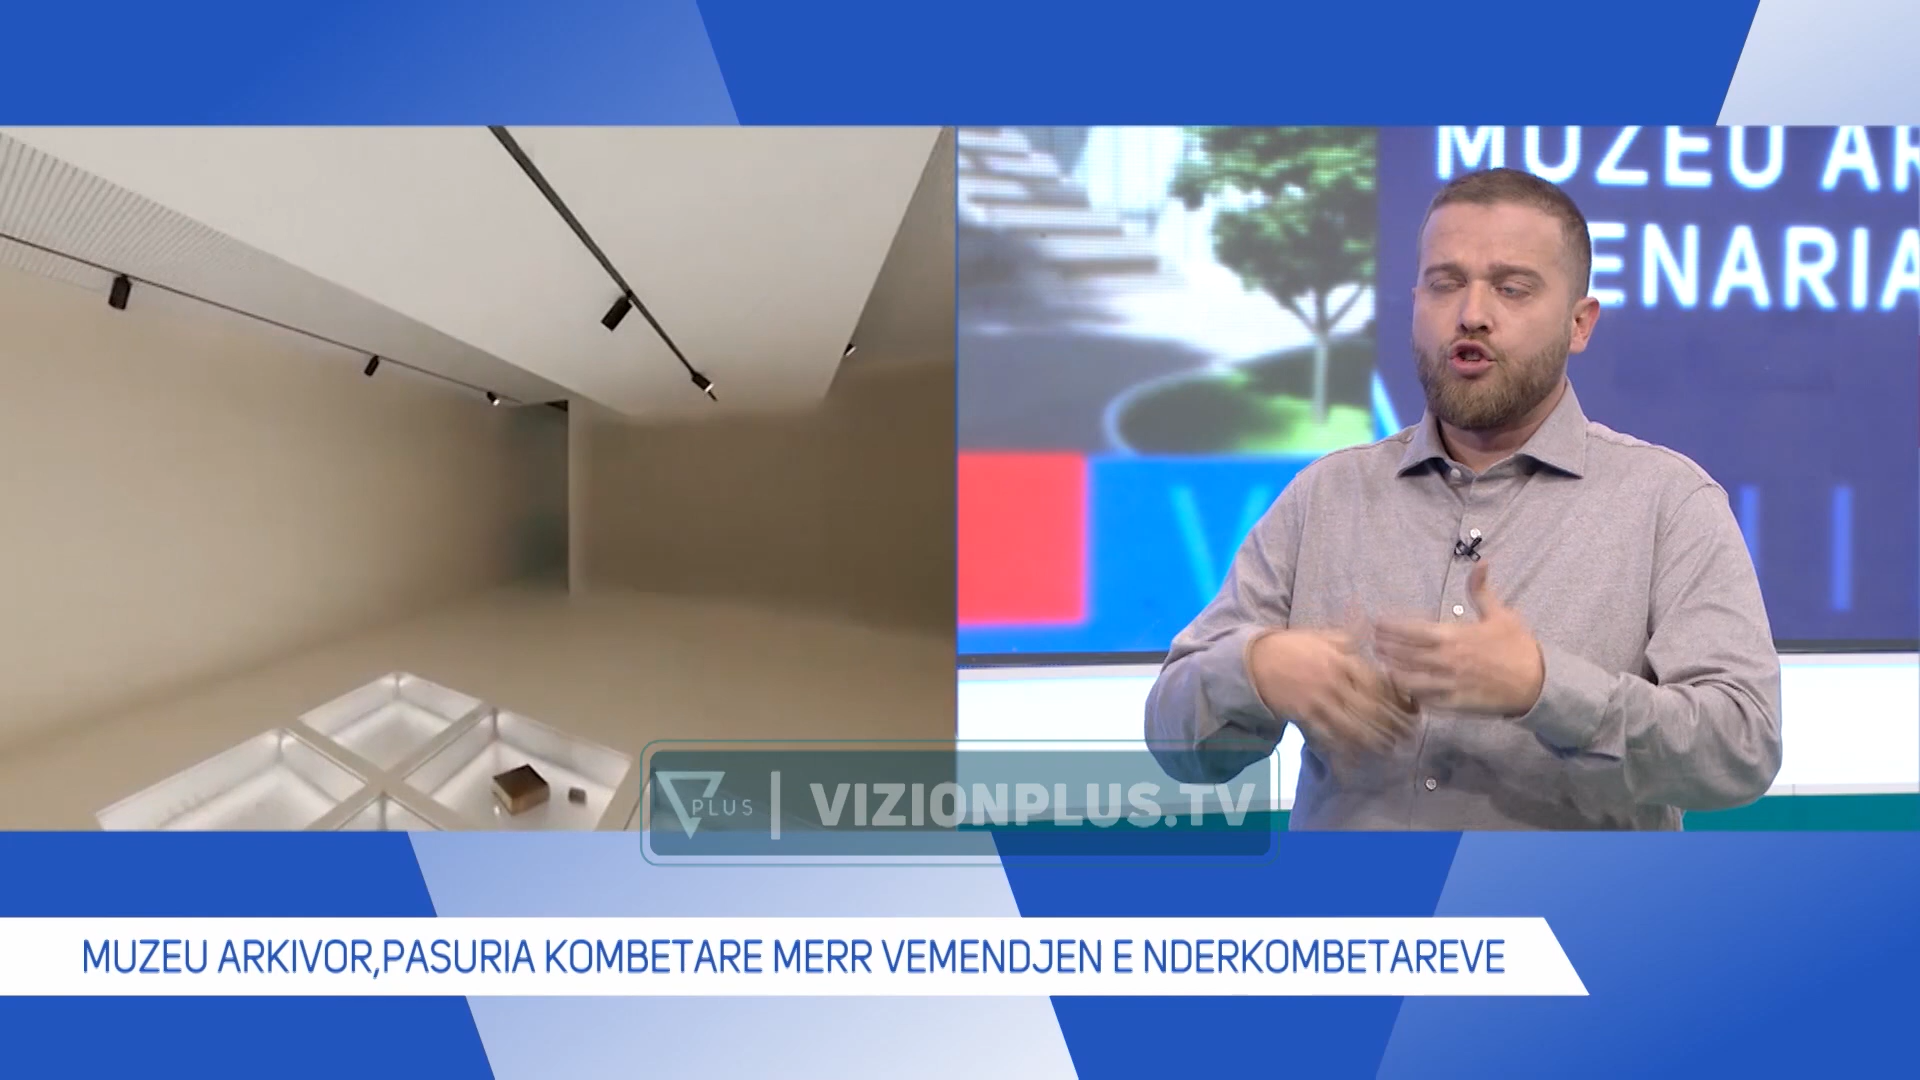 MUZEU AR
ENARIA
PLUS | VIZIONPLUS.TV
MUZEU ARKIVOR,PASURIA KOMBETARE MERR VEMENDJEN E NDERKOMBETAREVE